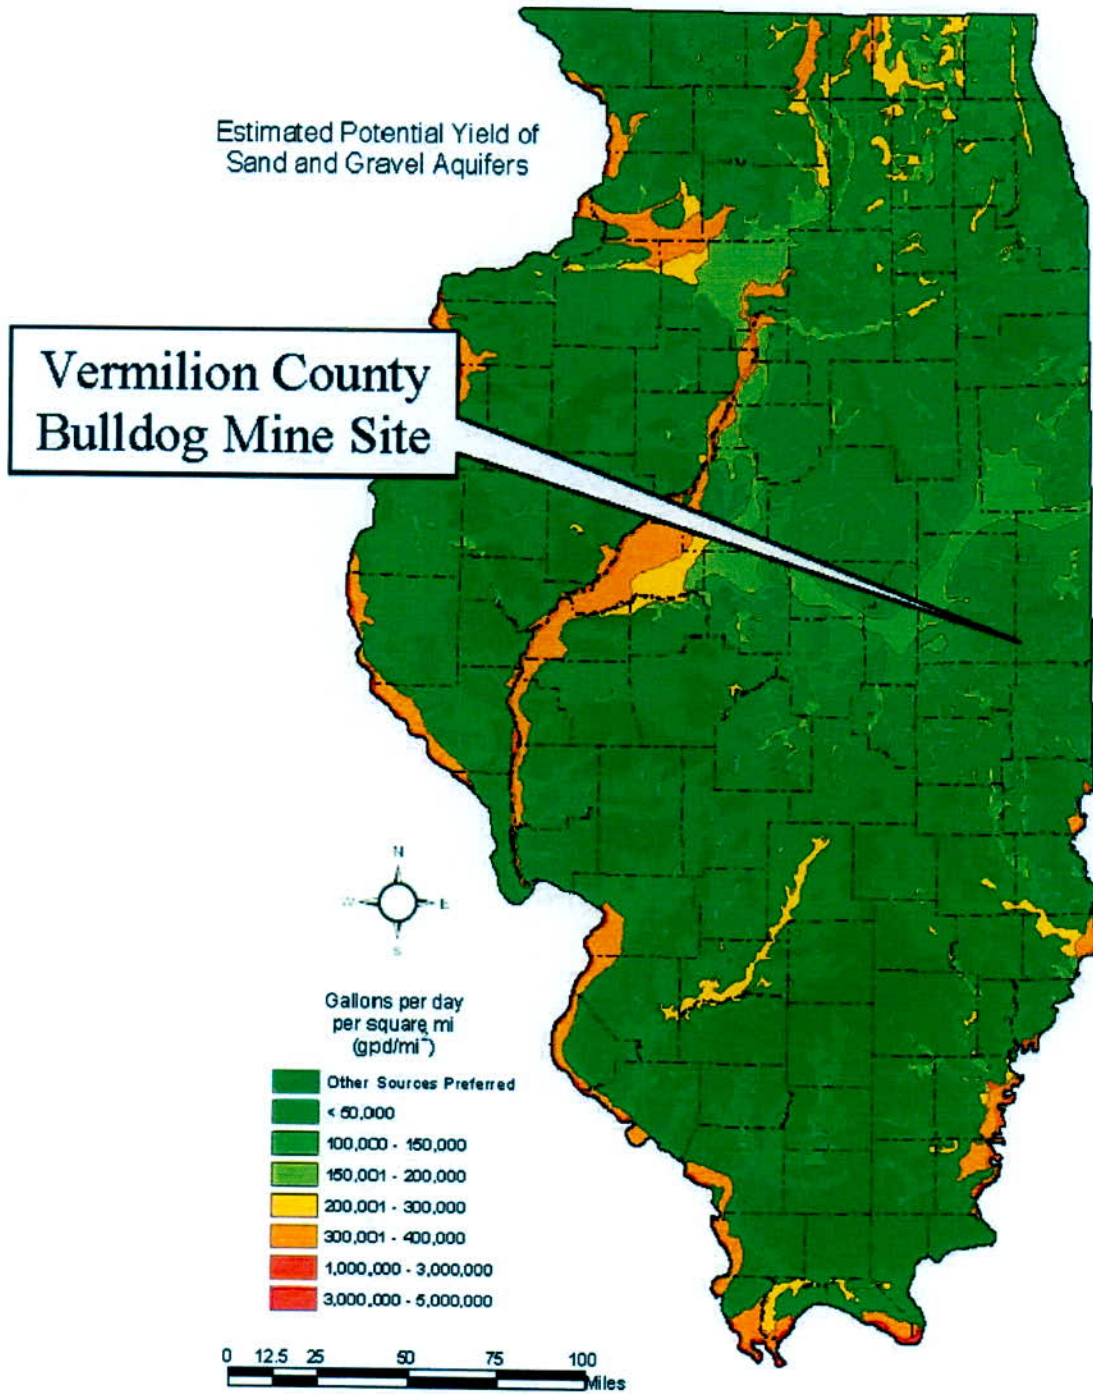 Estimated Potential Yield of
Sand and Gravel Aquifers
Vermilion County
Bulldog Mine Site
N
W E
S
Gallons per day
per square mi
(gpd/mi²)
Other Sources Preferred
< 50,000
100,000 - 150,000
150,001 - 200,000
200,001 - 300,000
300,001 - 400,000
1,000,000 - 3,000,000
3,000,000 - 5,000,000
0 12.5 25 50 75 100
Miles